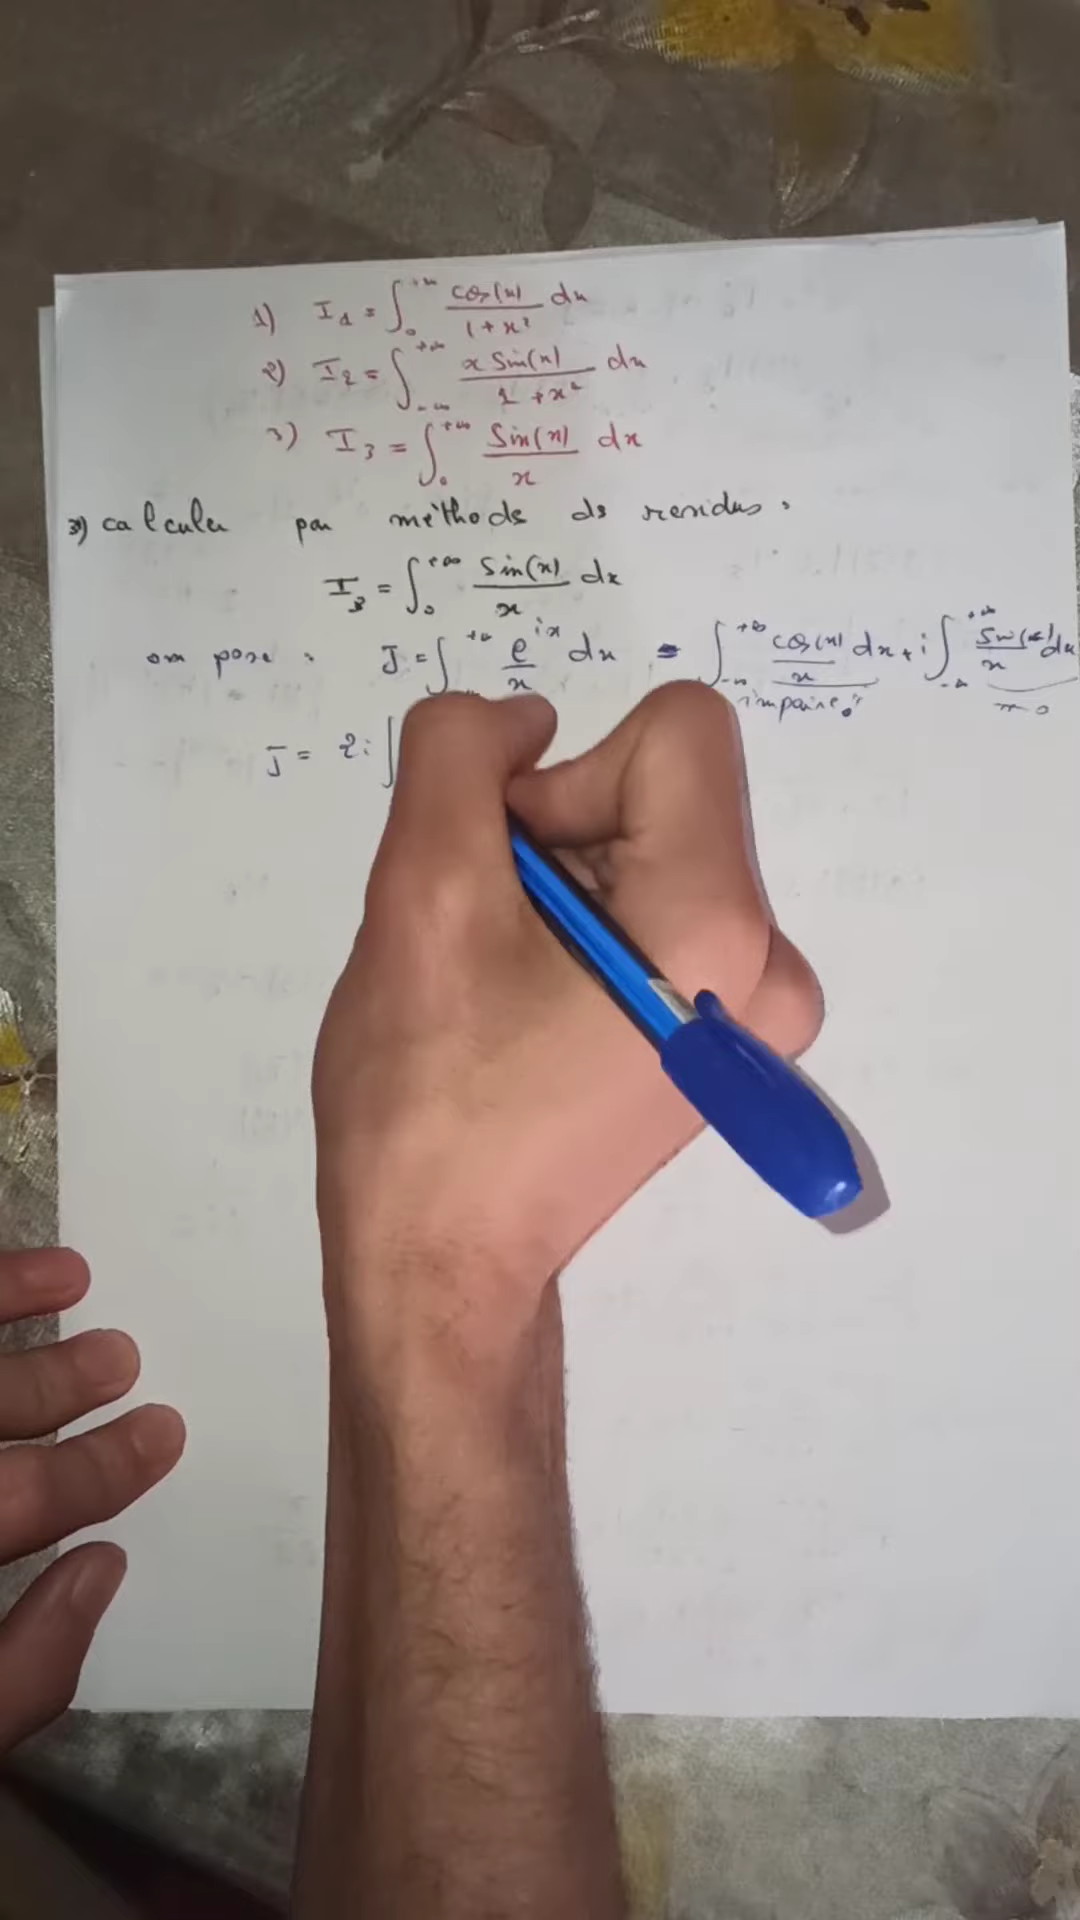 1) I₁ = ∫₀^{+∞} cos(x)/(1+x²) dx
2) I₂ = ∫_{-∞}^{+∞} x sin(x)/(1+x²) dx
3) I₃ = ∫₀^{+∞} sin(x)/x dx
3) calculer par méthode de residus.
I₃ = ∫₀^{+∞} sin(x)/x dx
on pose : J = ∫^{+∞} e^{ix}/x dx = ∫_{-∞}^{+∞} cos(x)/x dx + i ∫_{-∞}^{+∞} sin(x)/x dx
impaire
J = 2i ∫